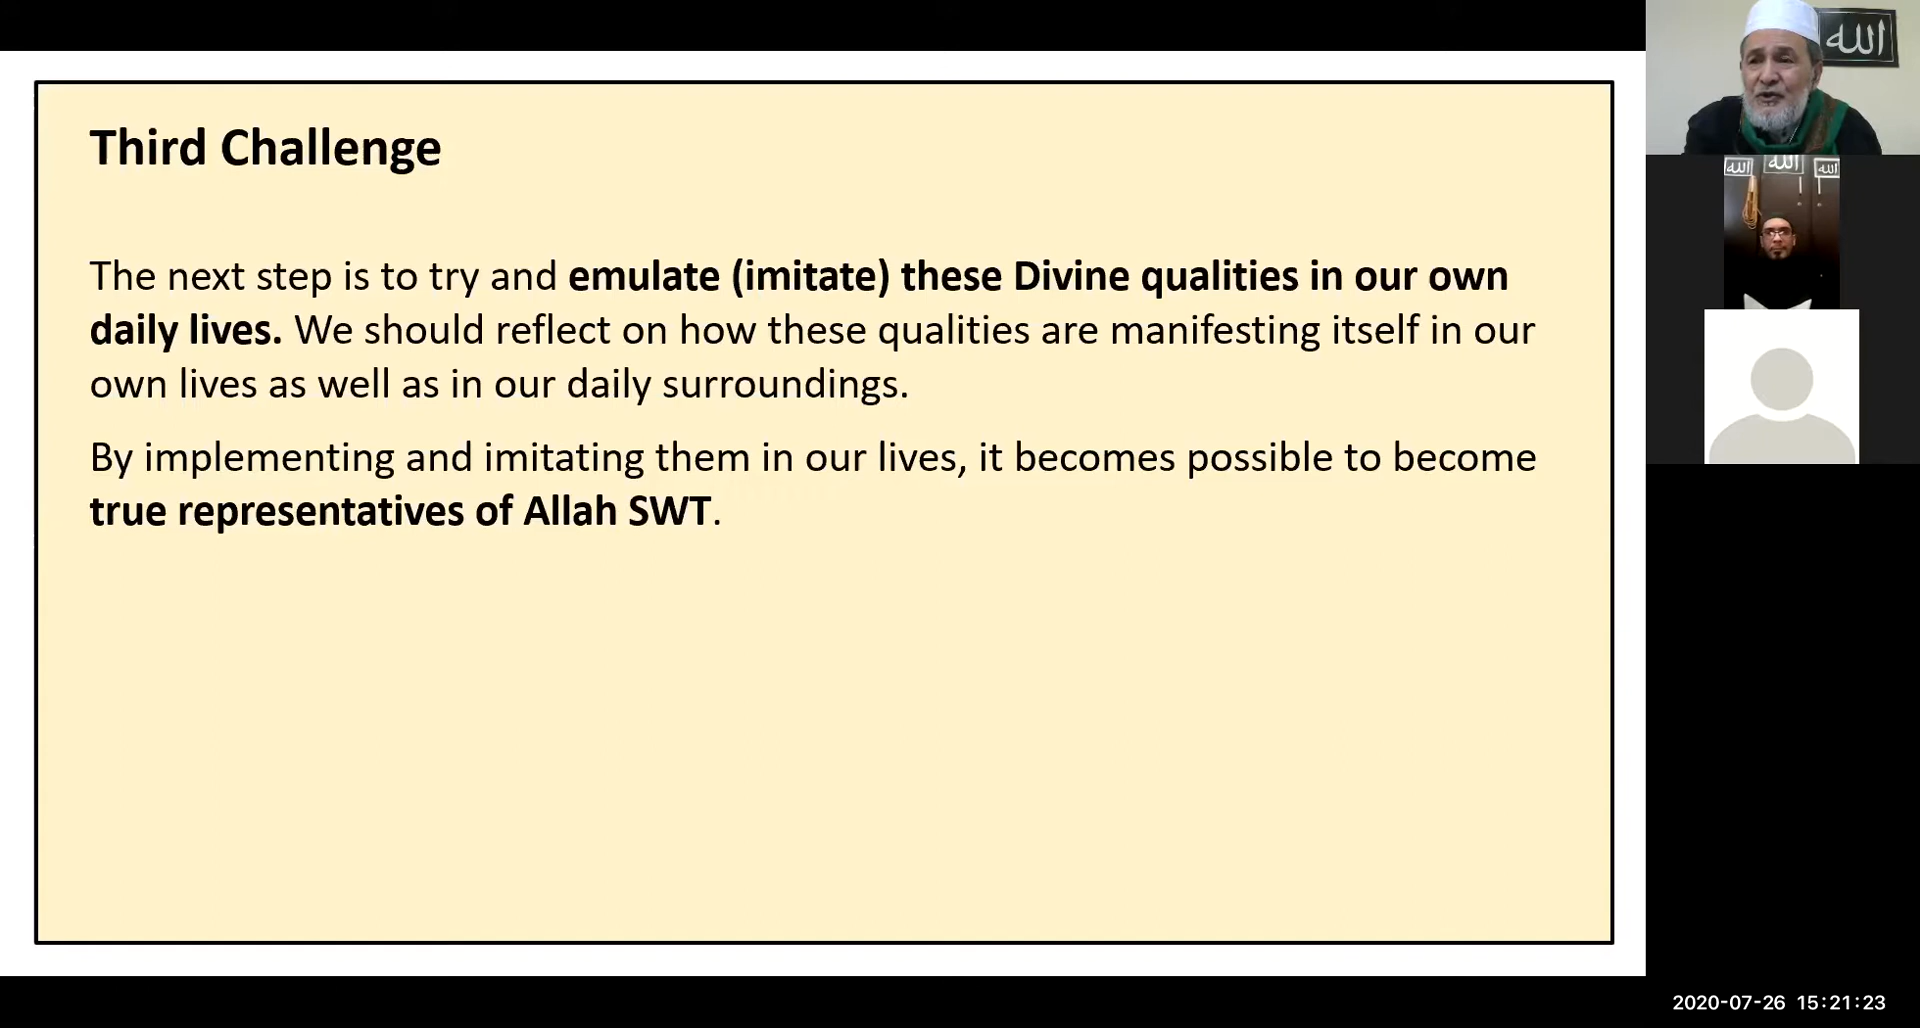 Third Challenge
The next step is to try and emulate (imitate) these Divine qualities in our own
daily lives. We should reflect on how these qualities are manifesting itself in our
own lives as well as in our daily surroundings.
By implementing and imitating them in our lives, it becomes possible to become
true representatives of Allah SWT.
الله
الله
الله
الله
2020-07-26 15:21:23